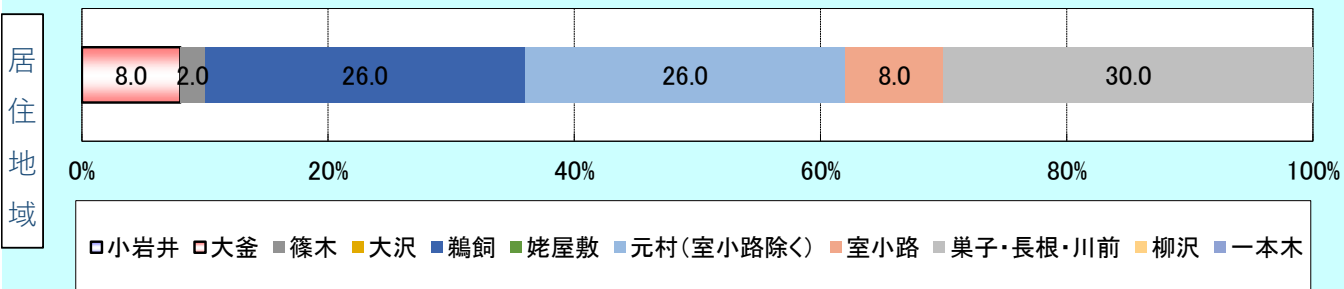 居住地域
8.0 2.0 26.0 26.0 8.0 30.0
0% 20% 40% 60% 80% 100%
小岩井 大釜 篠木 大沢 鵜飼 姥屋敷 元村(室小路除く) 室小路 巣子・長根・川前 柳沢 一本木